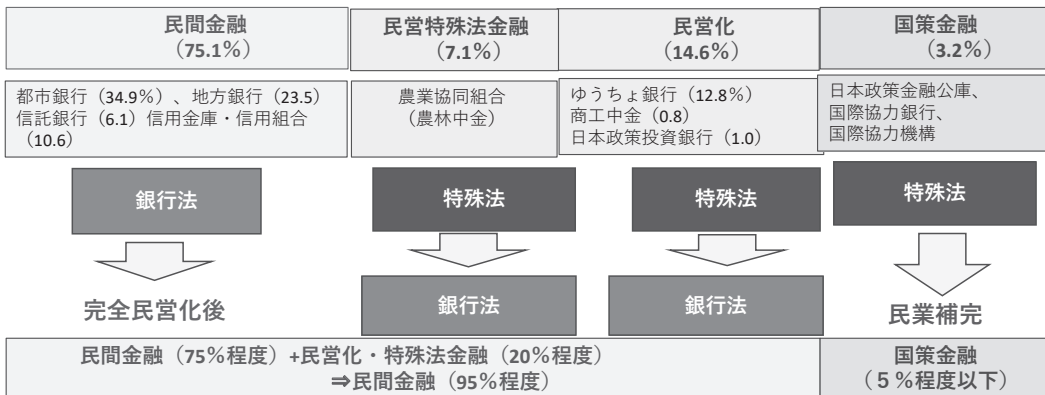 民間金融
（75.1%）
民営特殊法金融
（7.1%）
民営化
（14.6%）
国策金融
（3.2%）
都市銀行（34.9%）、地方銀行（23.5）
信託銀行（6.1）信用金庫・信用組合
（10.6）
農業協同組合
（農林中金）
ゆうちょ銀行（12.8%）
商工中金（0.8）
日本政策投資銀行（1.0）
日本政策金融公庫、
国際協力銀行、
国際協力機構
銀行法
特殊法
特殊法
特殊法
完全民営化後
銀行法
銀行法
民業補完
民間金融（75%程度）+民営化・特殊法金融（20%程度）
⇒民間金融（95%程度）
国策金融
（５%程度以下）